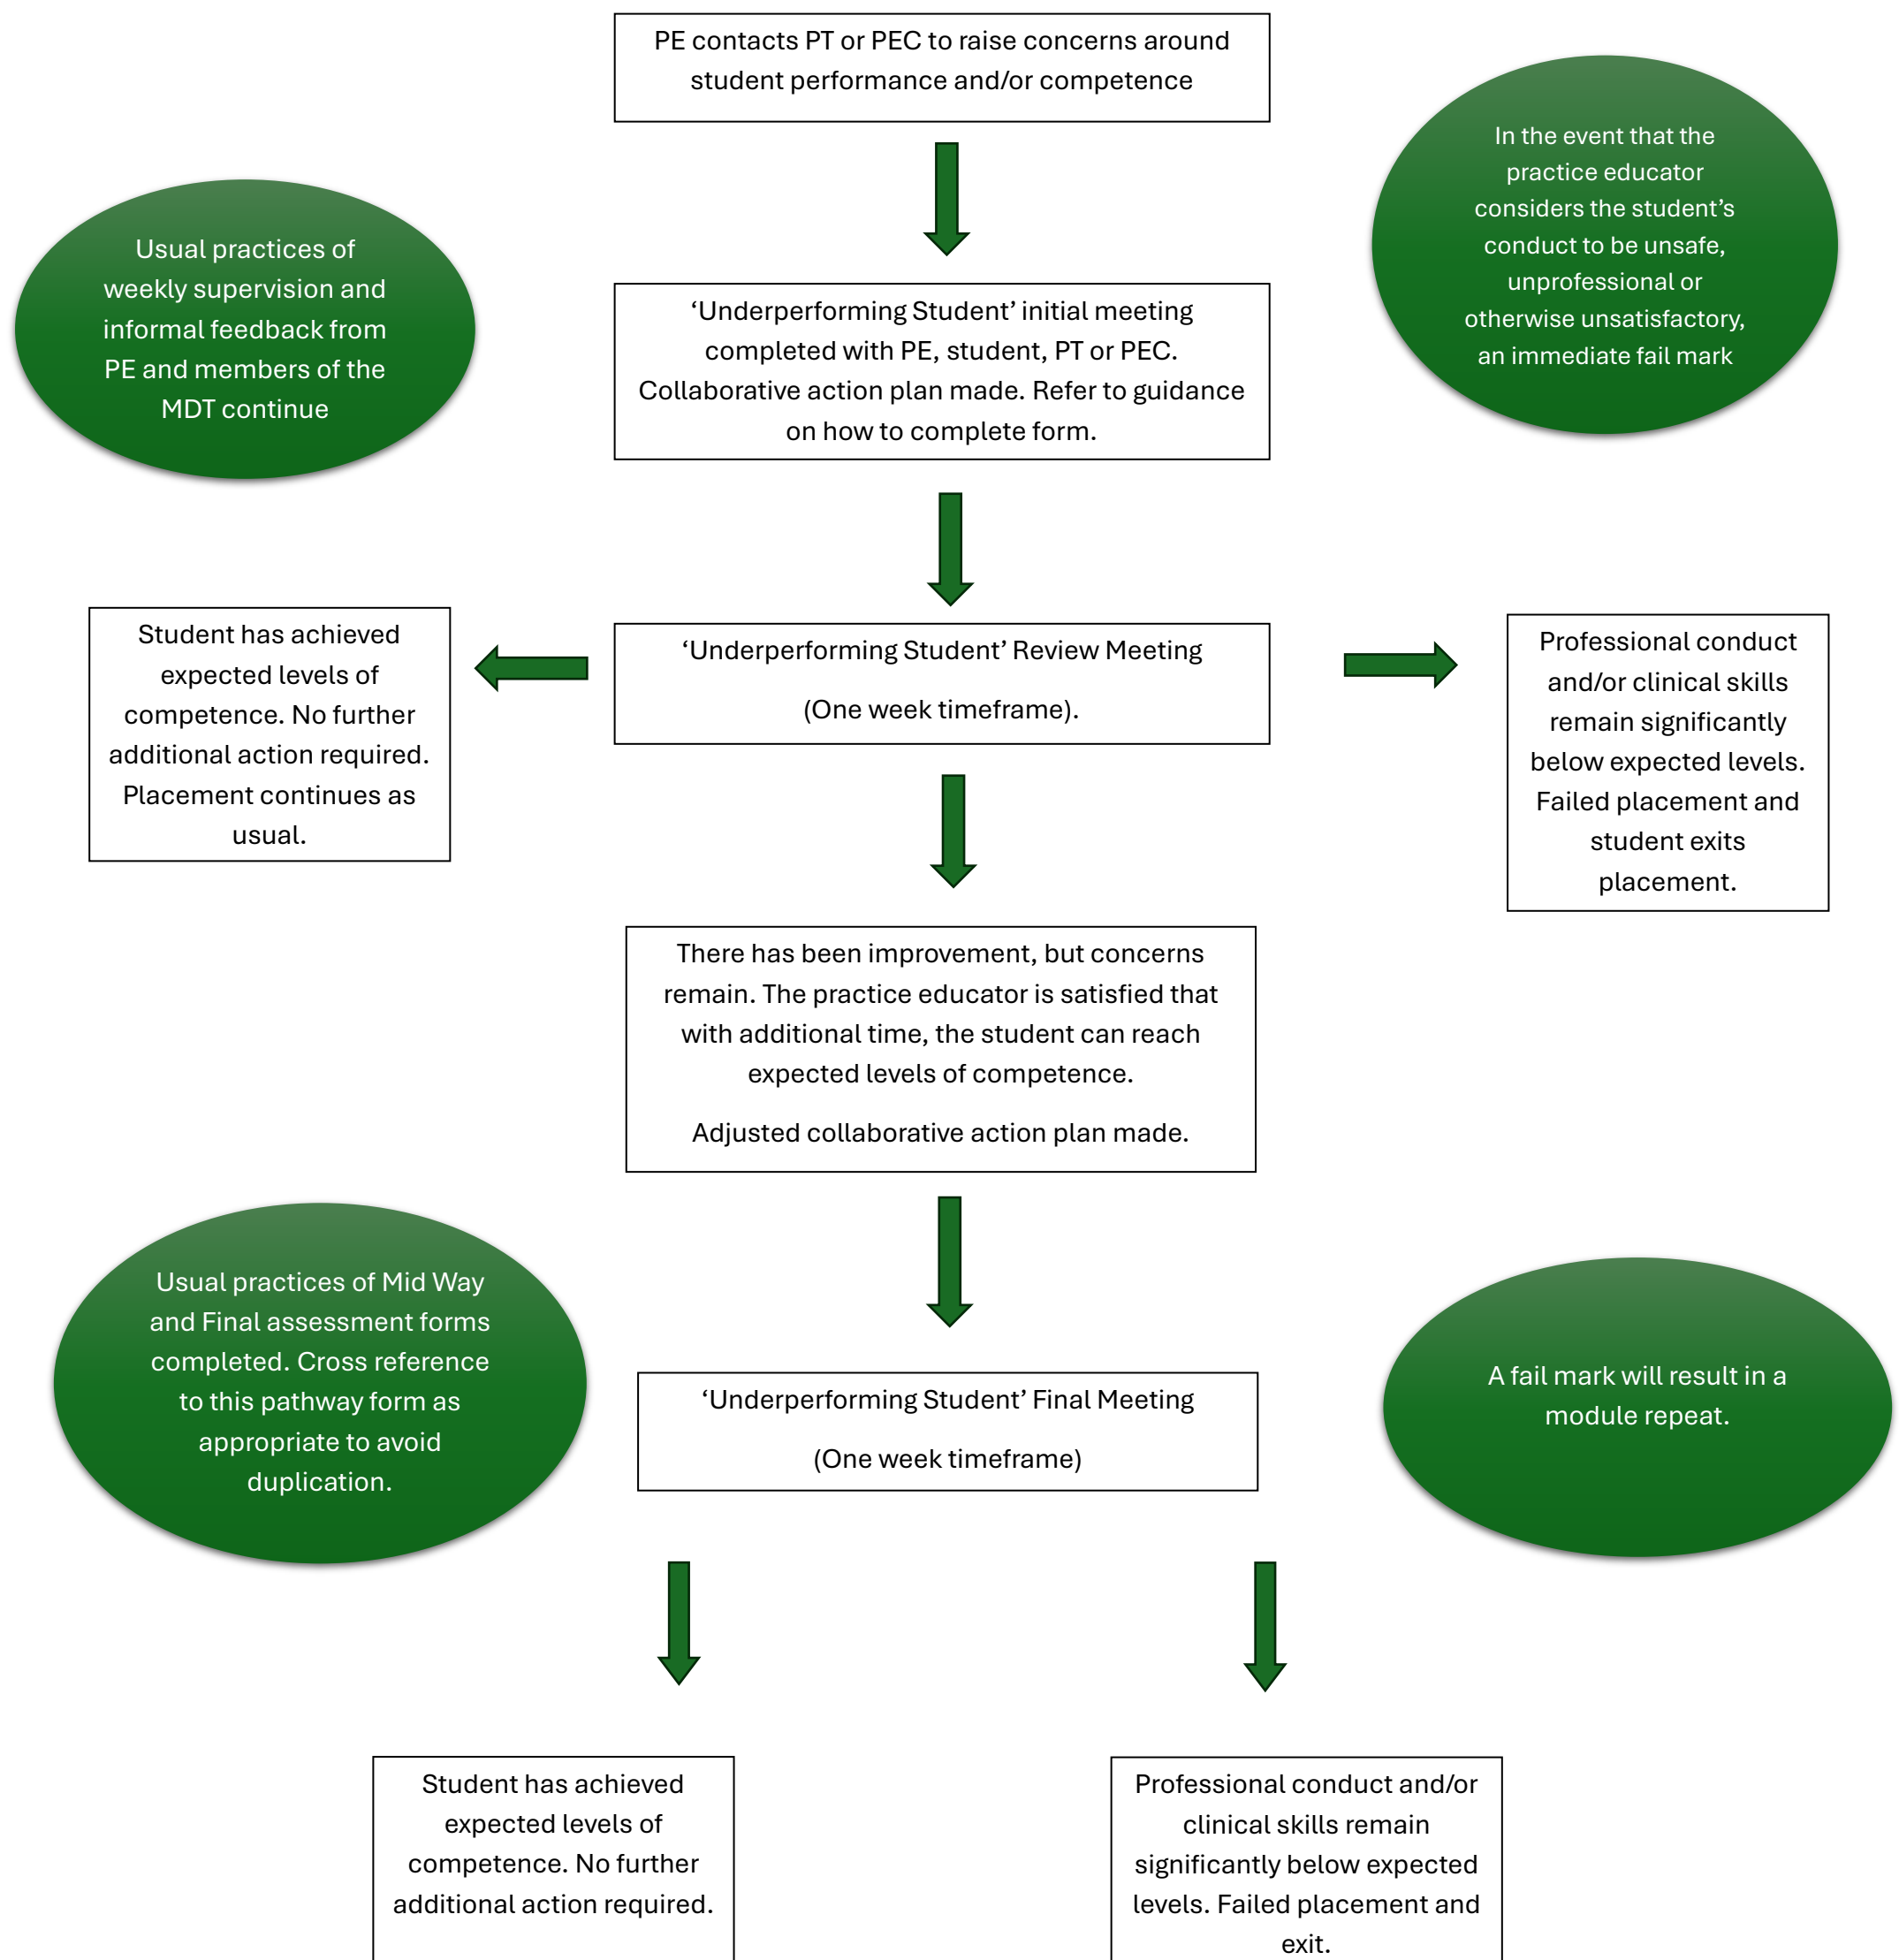 PE contacts PT or PEC to raise concerns around
student performance and/or competence
In the event that the
practice educator
considers the student’s
conduct to be unsafe,
unprofessional or
otherwise unsatisfactory,
an immediate fail mark
Usual practices of
weekly supervision and
informal feedback from
PE and members of the
MDT continue
‘Underperforming Student’ initial meeting
completed with PE, student, PT or PEC.
Collaborative action plan made. Refer to guidance
on how to complete form.
Student has achieved
expected levels of
competence. No further
additional action required.
Placement continues as
usual.
‘Underperforming Student’ Review Meeting
(One week timeframe).
Professional conduct
and/or clinical skills
remain significantly
below expected levels.
Failed placement and
student exits
placement.
There has been improvement, but concerns
remain. The practice educator is satisfied that
with additional time, the student can reach
expected levels of competence.
Adjusted collaborative action plan made.
Usual practices of Mid Way
and Final assessment forms
completed. Cross reference
to this pathway form as
appropriate to avoid
duplication.
‘Underperforming Student’ Final Meeting
(One week timeframe)
A fail mark will result in a
module repeat.
Student has achieved
expected levels of
competence. No further
additional action required.
Professional conduct and/or
clinical skills remain
significantly below expected
levels. Failed placement and
exit.